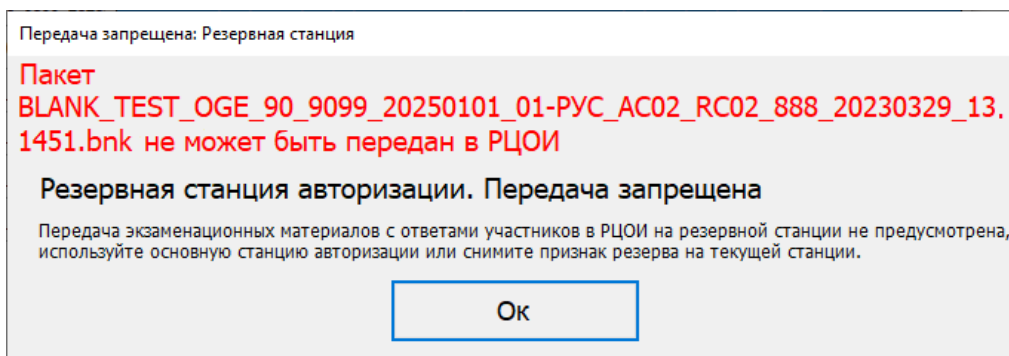 Передача запрещена: Резервная станция
Пакет
BLANK_TEST_OGE_90_9099_20250101_01-РУС_AC02_RC02_888_20230329_13.
1451.bnk не может быть передан в РЦОИ
Резервная станция авторизации. Передача запрещена
Передача экзаменационных материалов с ответами участников в РЦОИ на резервной станции не предусмотрена,
используйте основную станцию авторизации или снимите признак резерва на текущей станции.
Ок